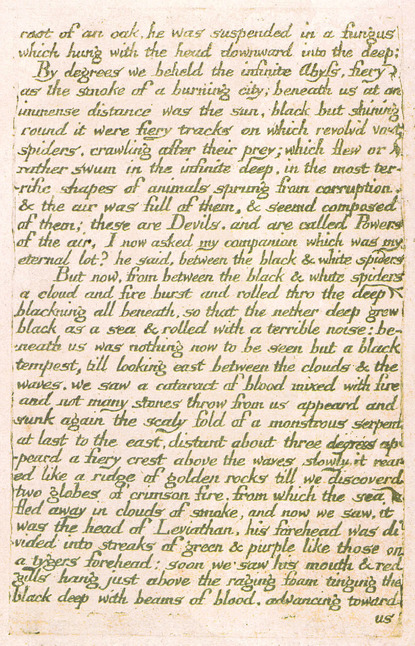 root of an oak, he was suspended in a fungus
which hung with the head downward into the deep;
By degrees we beheld the infinite Abyss, fiery
as the smoke of a burning city; beneath us at an
immense distance was the sun, black but shining
round it were fiery tracks on which revolvd vast
spiders, crawling after their prey; which flew or
rather swum in the infinite deep, in the most ter-
rific shapes of animals sprung from corruption.
& the air was full of them, & seemd composed
of them; these are Devils, and are called Powers
of the air, I now asked my companion which was my
eternal lot? he said, between the black & white spiders
But now, from between the black & white spiders
a cloud and fire burst and rolled thro the deep
blackning all beneath, so that the nether deep grew
black as a sea & rolled with a terrible noise: be-
-neath us was nothing now to be seen but a black
tempest, till looking east between the clouds & the
waves, we saw a cataract of blood mixed with fire
and not many stones throw from us appeard and
sunk again the scaly fold of a monstrous serpent
at last to the east, distant about three degrees ap
-peard a fiery crest above the waves slowly it rear-
ed like a ridge of golden rocks till we discoverd
two globes of crimson fire, from which the sea
fled away in clouds of smoke, and now we saw, it
was the head of Leviathan, his forehead was di-
vided into streaks of green & purple like those on
a tygers forehead: soon we saw his mouth & red
gills hang just above the raging foam tinging the
black deep with beams of blood, advancing toward
us